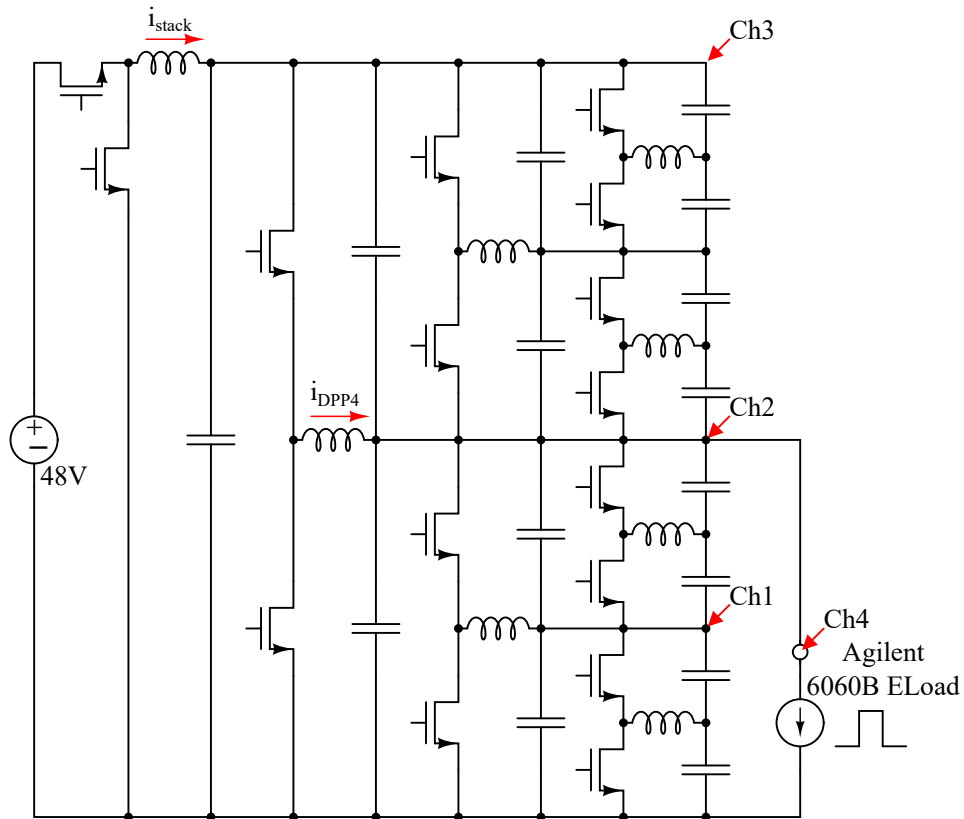 i_stack
Ch3
48V
i_DPP4
Ch2
Ch1
Ch4
Agilent
6060B ELoad